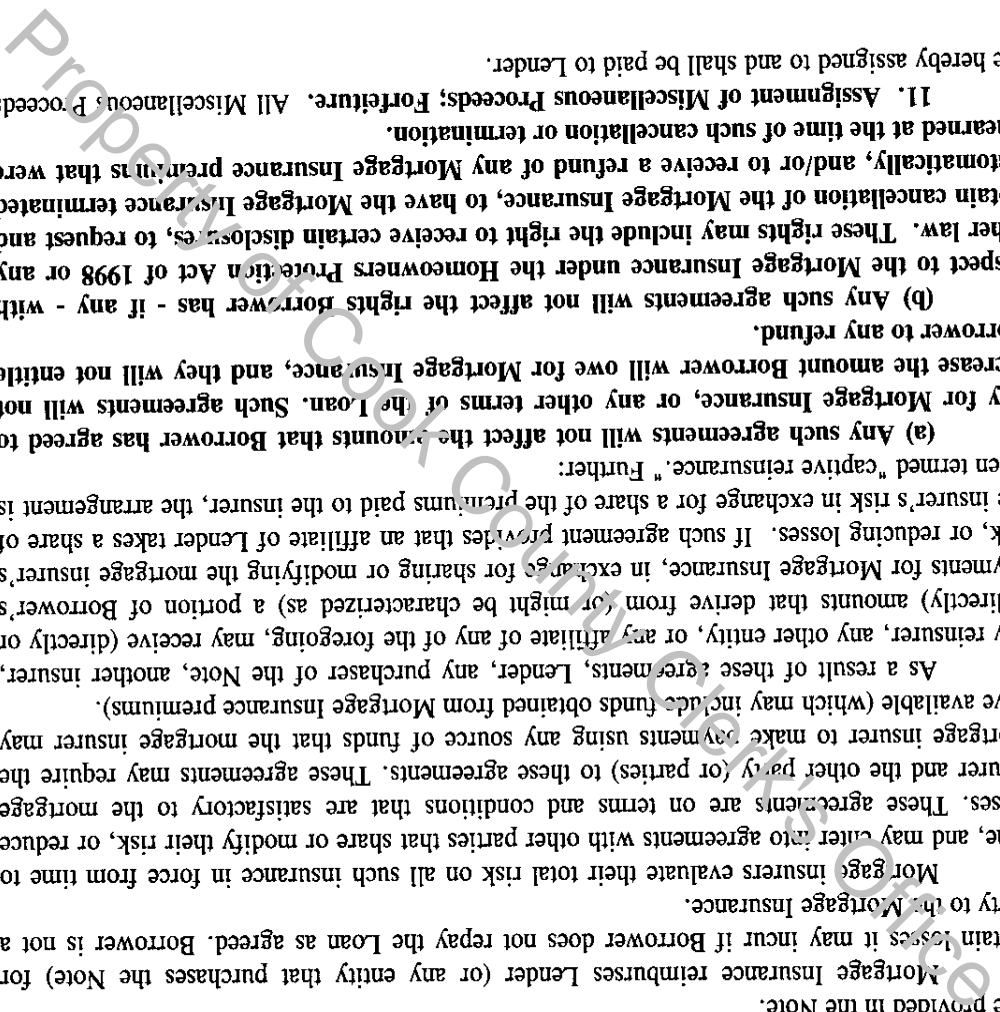 e provided in the Note.
Mortgage Insurance reimburses Lender (or any entity that purchases the Note) for
tain losses it may incur if Borrower does not repay the Loan as agreed. Borrower is not a
rty to the Mortgage Insurance.
Mortgage insurers evaluate their total risk on all such insurance in force from time to
e, and may enter into agreements with other parties that share or modify their risk, or reduce
ses. These agreements are on terms and conditions that are satisfactory to the mortgage
urer and the other party (or parties) to these agreements. These agreements may require the
rtgage insurer to make payments using any source of funds that the mortgage insurer may
ve available (which may include funds obtained from Mortgage Insurance premiums).
As a result of these agreements, Lender, any purchaser of the Note, another insurer,
y reinsurer, any other entity, or any affiliate of any of the foregoing, may receive (directly or
directly) amounts that derive from (or might be characterized as) a portion of Borrower's
yments for Mortgage Insurance, in exchange for sharing or modifying the mortgage insurer's
k, or reducing losses. If such agreement provides that an affiliate of Lender takes a share of
e insurer's risk in exchange for a share of the premiums paid to the insurer, the arrangement is
en termed "captive reinsurance." Further:
(a) Any such agreements will not affect the amounts that Borrower has agreed to
y for Mortgage Insurance, or any other terms of the Loan. Such agreements will not
crease the amount Borrower will owe for Mortgage Insurance, and they will not entitle
rrower to any refund.
(b) Any such agreements will not affect the rights Borrower has - if any - with
spect to the Mortgage Insurance under the Homeowners Protection Act of 1998 or any
her law. These rights may include the right to receive certain disclosures, to request and
tain cancellation of the Mortgage Insurance, to have the Mortgage Insurance terminated
tomatically, and/or to receive a refund of any Mortgage Insurance premiums that were
nearned at the time of such cancellation or termination.
11. Assignment of Miscellaneous Proceeds; Forfeiture. All Miscellaneous Proceeds
e hereby assigned to and shall be paid to Lender.
Property of Cook County Clerk's Office